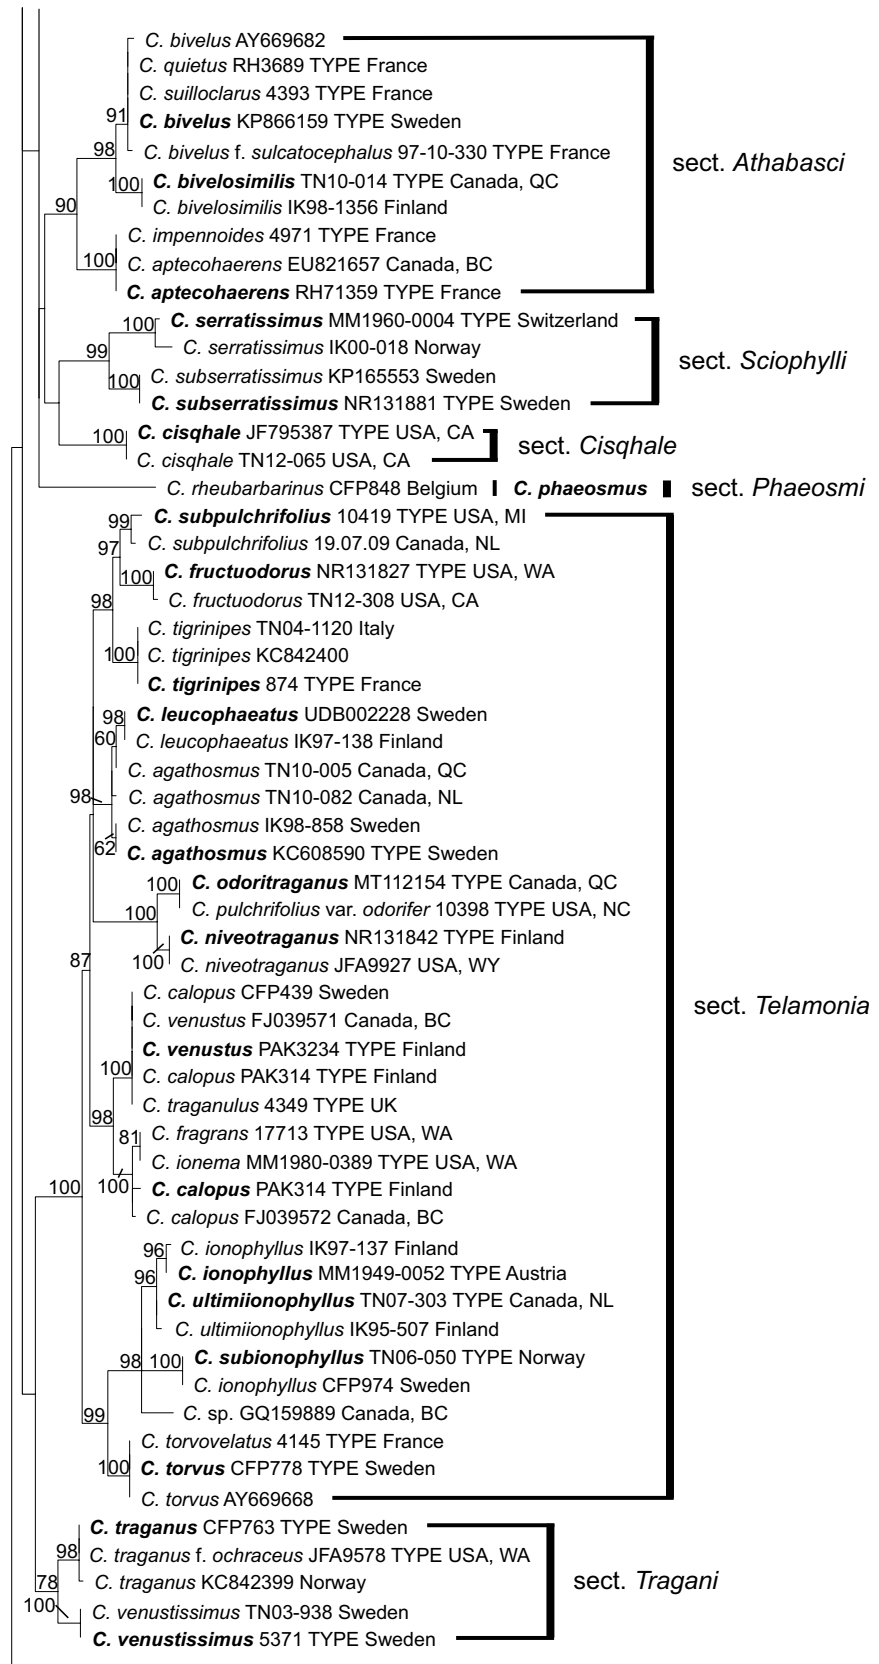 C. bivelus AY669682
C. quietus RH3689 TYPE France
C. suilloclarus 4393 TYPE France
91
C. bivelus KP866159 TYPE Sweden
98
C. bivelus f. sulcatocephalus 97-10-330 TYPE France
sect. Athabasci
100
C. bivelosimilis TN10-014 TYPE Canada, QC
90
C. bivelosimilis IK98-1356 Finland
C. impennoides 4971 TYPE France
100
C. aptecohaerens EU821657 Canada, BC
C. aptecohaerens RH71359 TYPE France
100
C. serratissimus MM1960-0004 TYPE Switzerland
99
C. serratissimus IK00-018 Norway
sect. Sciophylli
100
C. subserratissimus KP165553 Sweden
C. subserratissimus NR131881 TYPE Sweden
100
C. cisqhale JF795387 TYPE USA, CA
sect. Cisqhale
C. cisqhale TN12-065 USA, CA
C. rheubarbarinus CFP848 Belgium C. phaeosmus sect. Phaeosmi
99
C. subpulchrifolius 10419 TYPE USA, MI
97
C. subpulchrifolius 19.07.09 Canada, NL
100
C. fructuodorus NR131827 TYPE USA, WA
98
C. fructuodorus TN12-308 USA, CA
C. tigrinipes TN04-1120 Italy
100
C. tigrinipes KC842400
C. tigrinipes 874 TYPE France
98
C. leucophaeatus UDB002228 Sweden
60
C. leucophaeatus IK97-138 Finland
C. agathosmus TN10-005 Canada, QC
98
C. agathosmus TN10-082 Canada, NL
C. agathosmus IK98-858 Sweden
62
C. agathosmus KC608590 TYPE Sweden
100
C. odoritraganus MT112154 TYPE Canada, QC
100
C. pulchrifolius var. odorifer 10398 TYPE USA, NC
C. niveotraganus NR131842 TYPE Finland
87
100
C. niveotraganus JFA9927 USA, WY
C. calopus CFP439 Sweden
sect. Telamonia
C. venustus FJ039571 Canada, BC
C. venustus PAK3234 TYPE Finland
100
C. calopus PAK314 TYPE Finland
C. traganulus 4349 TYPE UK
98
81
C. fragrans 17713 TYPE USA, WA
C. ionema MM1980-0389 TYPE USA, WA
100
100
C. calopus PAK314 TYPE Finland
C. calopus FJ039572 Canada, BC
96
C. ionophyllus IK97-137 Finland
96
C. ionophyllus MM1949-0052 TYPE Austria
C. ultimiionophyllus TN07-303 TYPE Canada, NL
C. ultimiionophyllus IK95-507 Finland
98
100
C. subionophyllus TN06-050 TYPE Norway
C. ionophyllus CFP974 Sweden
99
C. sp. GQ159889 Canada, BC
C. torvovelatus 4145 TYPE France
100
C. torvus CFP778 TYPE Sweden
C. torvus AY669668
C. traganus CFP763 TYPE Sweden
98
C. traganus f. ochraceus JFA9578 TYPE USA, WA
78
C. traganus KC842399 Norway
sect. Tragani
100
C. venustissimus TN03-938 Sweden
C. venustissimus 5371 TYPE Sweden